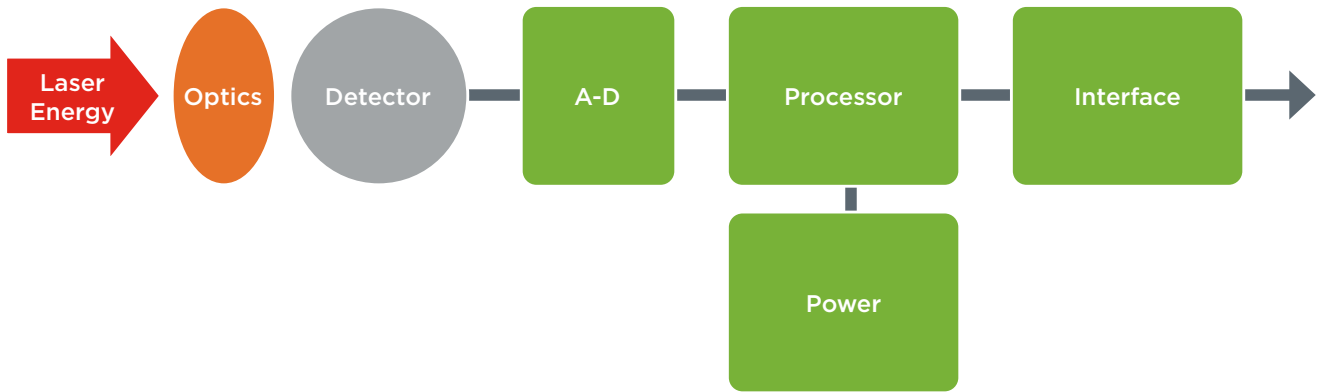 Laser
Energy
Optics
Detector
A-D
Processor
Interface
Power